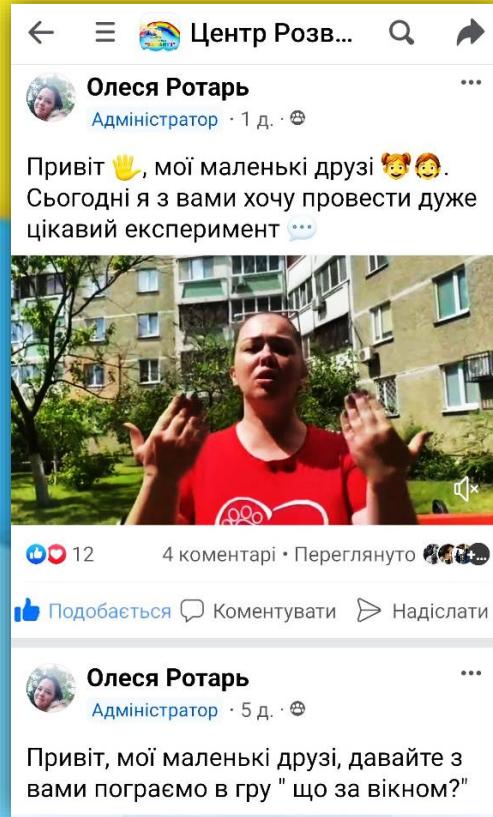 Центр Розв...
Олеся Ротарь
Адміністратор · 1 д. ·
Привіт 🖐, мої маленькі друзі 👧👩.
Сьогодні я з вами хочу провести дуже
цікавий експеримент 💬
12 4 коментарі • Переглянуто
Подобається Коментувати Надіслати
Олеся Ротарь
Адміністратор · 5 д. ·
Привіт, мої маленькі друзі, давайте з
вами пограємо в гру " що за вікном?"